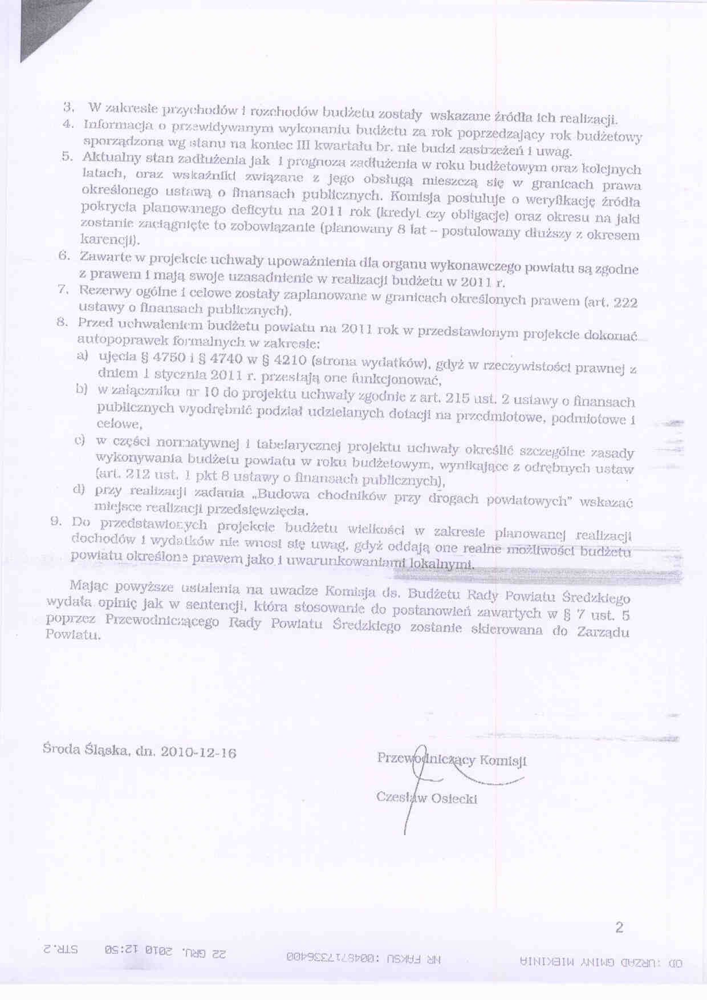 3. W zakresie przychodów i rozchodów budżetu zostały wskazane źródła ich realizacji.
4. Informacja o przewidywanym wykonaniu budżetu za rok poprzedzający rok budżetowy
sporządzona wg stanu na koniec III kwartału br. nie budzi zastrzeżeń i uwag.
5. Aktualny stan zadłużenia jak i prognoza zadłużenia w roku budżetowym oraz kolejnych
latach, oraz wskaźniki związane z jego obsługą mieszczą się w granicach prawa
określonego ustawą o finansach publicznych. Komisja postuluje o weryfikację źródła
pokrycia planowanego deficytu na 2011 rok (kredyt czy obligacje) oraz okresu na jaki
zostanie zaciągnięte to zobowiązanie (planowany 8 lat – postulowany dłuższy z okresem
karencji).
6. Zawarte w projekcie uchwały upoważnienia dla organu wykonawczego powiatu są zgodne
z prawem i mają swoje uzasadnienie w realizacji budżetu w 2011 r.
7. Rezerwy ogólne i celowe zostały zaplanowane w granicach określonych prawem (art. 222
ustawy o finansach publicznych).
8. Przed uchwaleniem budżetu powiatu na 2011 rok w przedstawionym projekcie dokonać
autopoprawek formalnych w zakresie:
a) ujęcia § 4750 i § 4740 w § 4210 (strona wydatków), gdyż w rzeczywistości prawnej z
dniem 1 stycznia 2011 r. przestają one funkcjonować,
b) w załączniku nr 10 do projektu uchwały zgodnie z art. 215 ust. 2 ustawy o finansach
publicznych wyodrębnić podział udzielanych dotacji na przedmiotowe, podmiotowe i
celowe,
c) w części normatywnej i tabelarycznej projektu uchwały określić szczególne zasady
wykonywania budżetu powiatu w roku budżetowym, wynikające z odrębnych ustaw
(art. 212 ust. 1 pkt 8 ustawy o finansach publicznych),
d) przy realizacji zadania „Budowa chodników przy drogach powiatowych” wskazać
miejsce realizacji przedsięwzięcia.
9. Do przedstawionych projekcie budżetu wielkości w zakresie planowanej realizacji
dochodów i wydatków nie wnosi się uwag, gdyż oddają one realne możliwości budżetu
powiatu określone prawem jako i uwarunkowaniami lokalnymi.
Mając powyższe ustalenia na uwadze Komisja ds. Budżetu Rady Powiatu Średzkiego
wydała opinię jak w sentencji, która stosowanie do postanowień zawartych w § 7 ust. 5
poprzez Przewodniczącego Rady Powiatu Średzkiego zostanie skierowana do Zarządu
Powiatu.
Środa Śląska, dn. 2010-12-16
Przewodniczący Komisji
Czesław Osiecki
2
OD :URZAD GMINY MIEKINIA NR FAKSU :0048717336400 22 GRU. 2010 12:50 STR.2